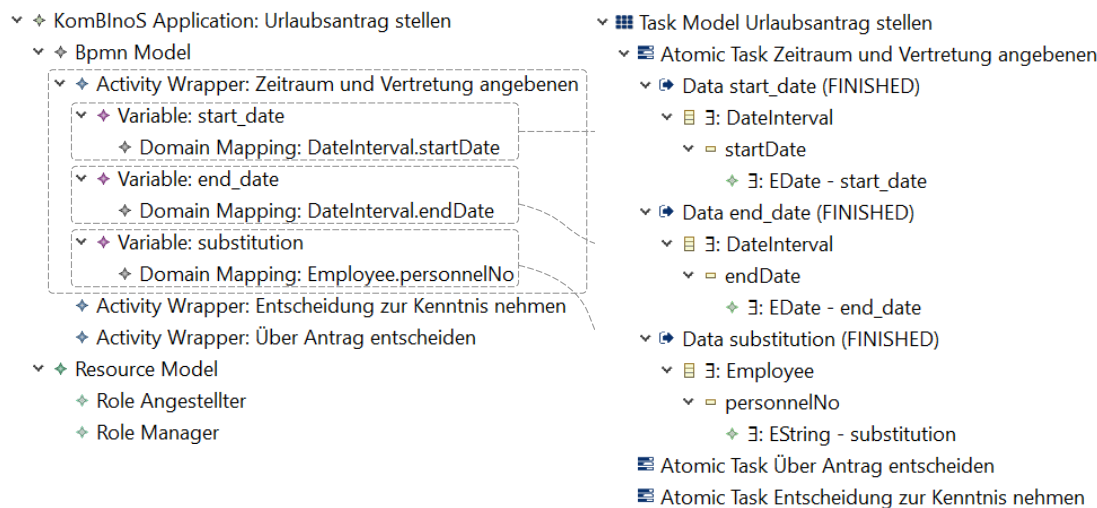 KomBInoS Application: Urlaubsantrag stellen
Bpmn Model
Activity Wrapper: Zeitraum und Vertretung angebenen
Variable: start_date
Domain Mapping: DateInterval.startDate
Variable: end_date
Domain Mapping: DateInterval.endDate
Variable: substitution
Domain Mapping: Employee.personnelNo
Activity Wrapper: Entscheidung zur Kenntnis nehmen
Activity Wrapper: Über Antrag entscheiden
Resource Model
Role Angestellter
Role Manager
Task Model Urlaubsantrag stellen
Atomic Task Zeitraum und Vertretung angebenen
Data start_date (FINISHED)
∃: DateInterval
startDate
∃: EDate - start_date
Data end_date (FINISHED)
∃: DateInterval
endDate
∃: EDate - end_date
Data substitution (FINISHED)
∃: Employee
personnelNo
∃: EString - substitution
Atomic Task Über Antrag entscheiden
Atomic Task Entscheidung zur Kenntnis nehmen